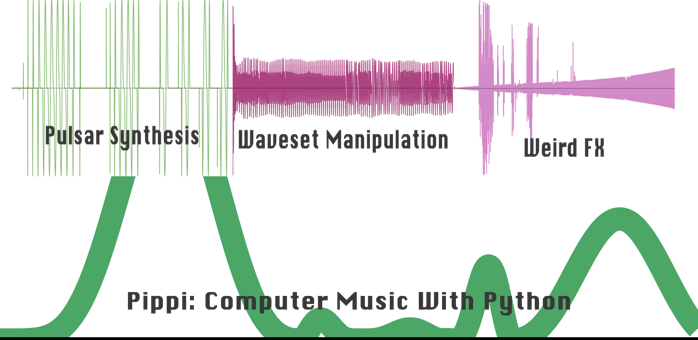 Pulsar Synthesis
Waveset Manipulation
Weird FX
Pippi: Computer Music With Python